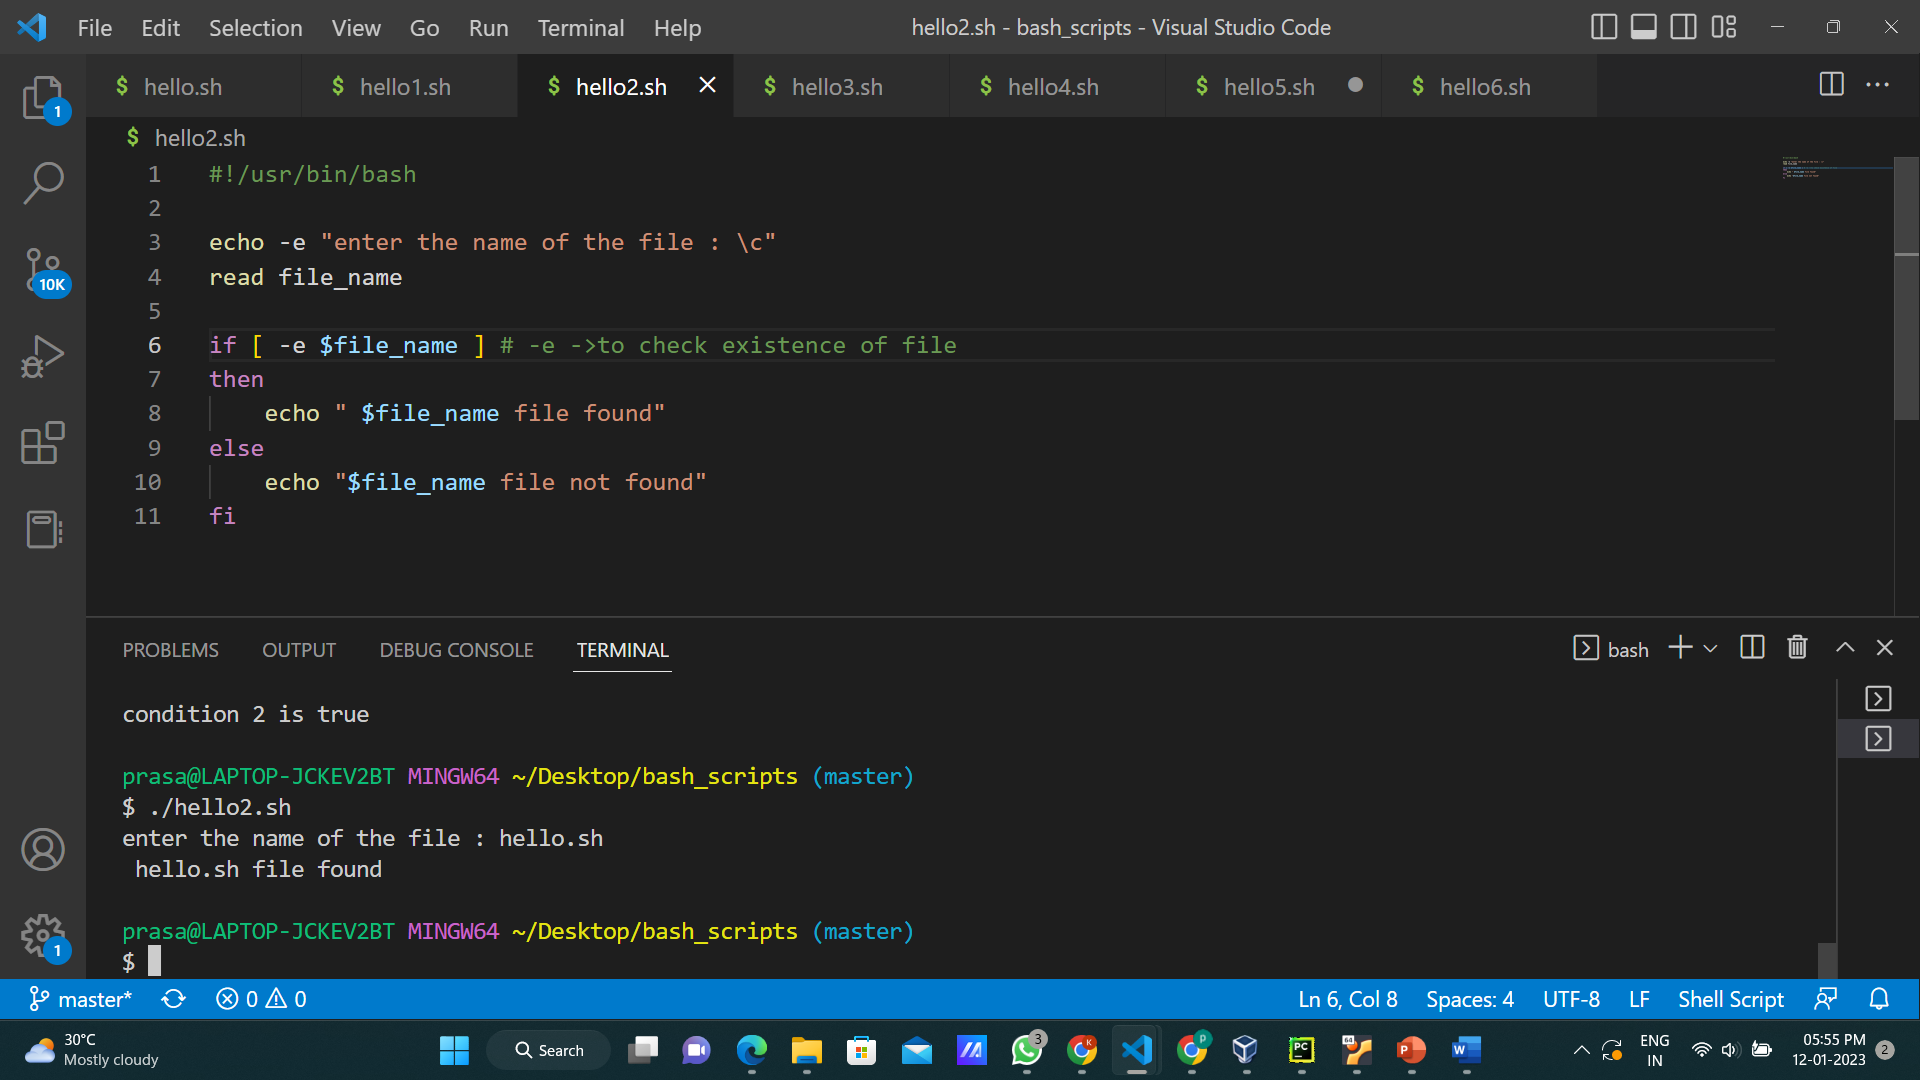 File Edit Selection View Go Run Terminal Help hello2.sh - bash_scripts - Visual Studio Code
$ hello.sh $ hello1.sh $ hello2.sh $ hello3.sh $ hello4.sh $ hello5.sh $ hello6.sh
1
$ hello2.sh
1 #!/usr/bin/bash
2
3 echo -e "enter the name of the file : \c"
4 read file_name
10K
5
6 if [ -e $file_name ] # -e ->to check existence of file
7 then
8 echo " $file_name file found"
9 else
10 echo "$file_name file not found"
11 fi
PROBLEMS OUTPUT DEBUG CONSOLE TERMINAL bash
condition 2 is true
prasa@LAPTOP-JCKEV2BT MINGW64 ~/Desktop/bash_scripts (master)
$ ./hello2.sh
enter the name of the file : hello.sh
hello.sh file found
prasa@LAPTOP-JCKEV2BT MINGW64 ~/Desktop/bash_scripts (master)
1
$
master* 0 0 Ln 6, Col 8 Spaces: 4 UTF-8 LF Shell Script
30°C
Mostly cloudy
Search
3
K
P
PC
64
P
W
ENG
IN
05:55 PM
12-01-2023
2